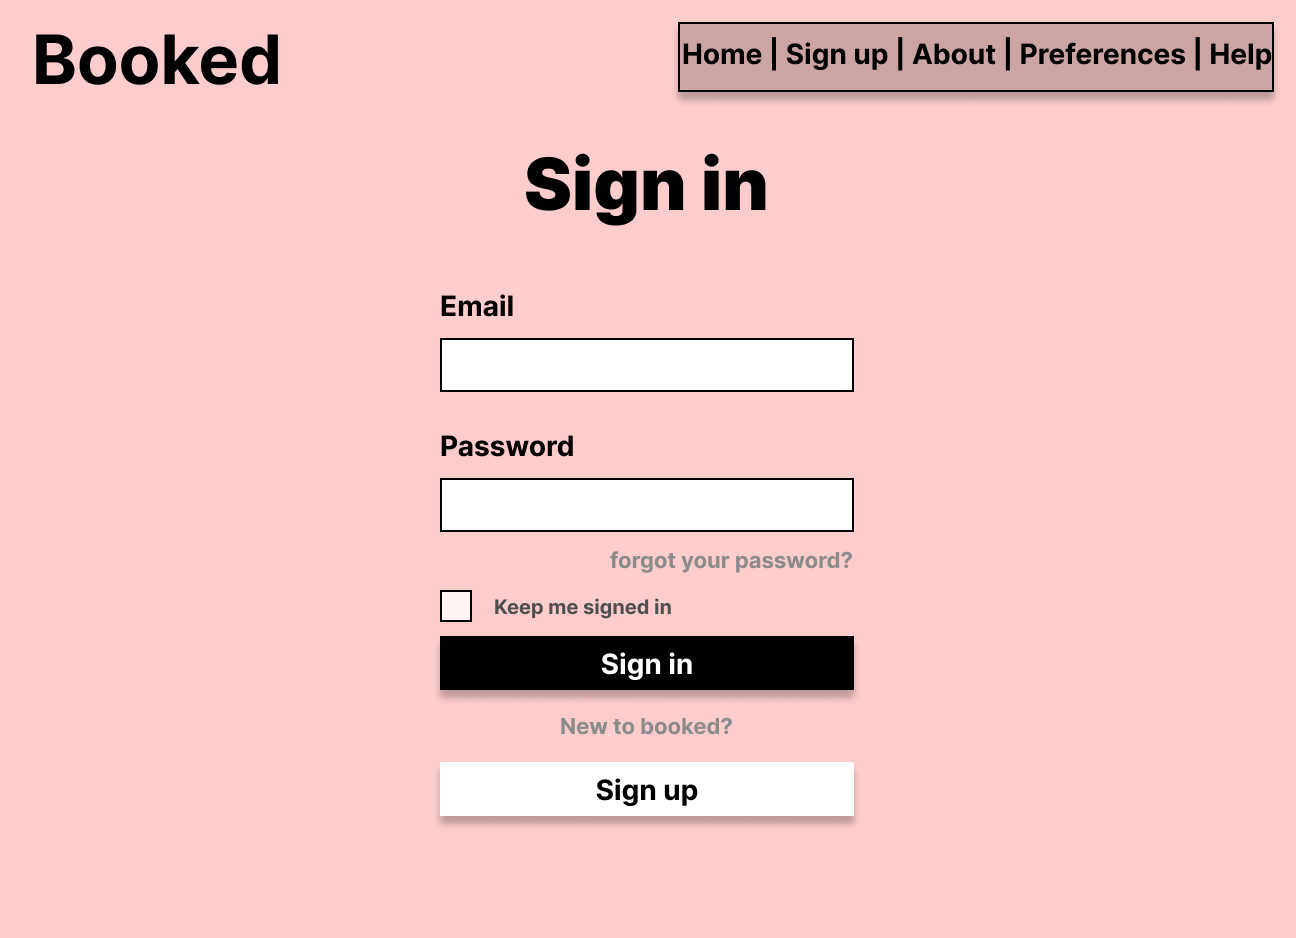 Booked
Home | Sign up | About | Preferences | Help
Sign in
Email
Password
forgot your password?
Keep me signed in
Sign in
New to booked?
Sign up